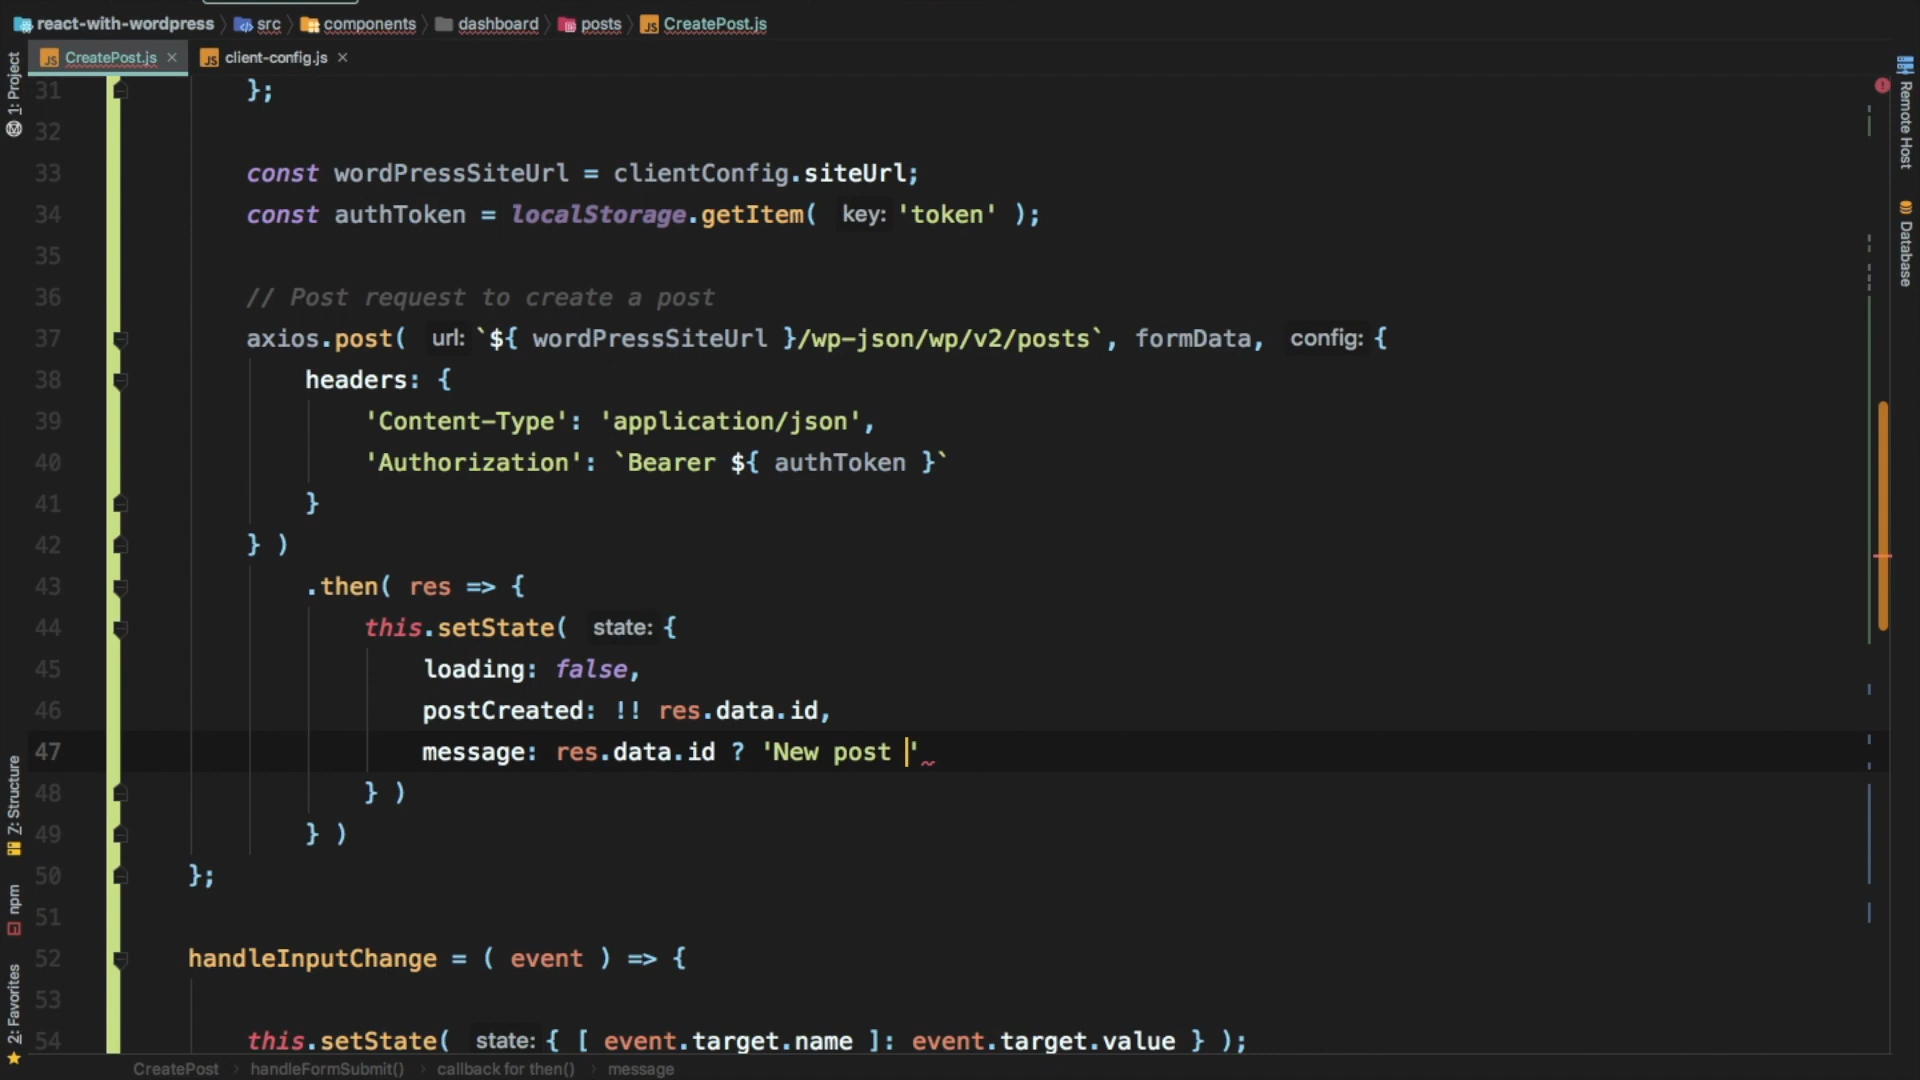 react-with-wordpress src components dashboard posts CreatePost.js
CreatePost.js client-config.js
1: Project
Z: Structure
npm
2: Favorites
Remote Host
Database
31 };
32
33 const wordPressSiteUrl = clientConfig.siteUrl;
34 const authToken = localStorage.getItem( key: 'token' );
35
36 // Post request to create a post
37 axios.post( url: `${ wordPressSiteUrl }/wp-json/wp/v2/posts`, formData, config: {
38 headers: {
39 'Content-Type': 'application/json',
40 'Authorization': `Bearer ${ authToken }`
41 }
42 } )
43 .then( res => {
44 this.setState( state: {
45 loading: false,
46 postCreated: !! res.data.id,
47 message: res.data.id ? 'New post '
48 } )
49 } )
50 };
51
52 handleInputChange = ( event ) => {
53
54 this.setState( state: { [ event.target.name ]: event.target.value } );
CreatePost handleFormSubmit() callback for then() message